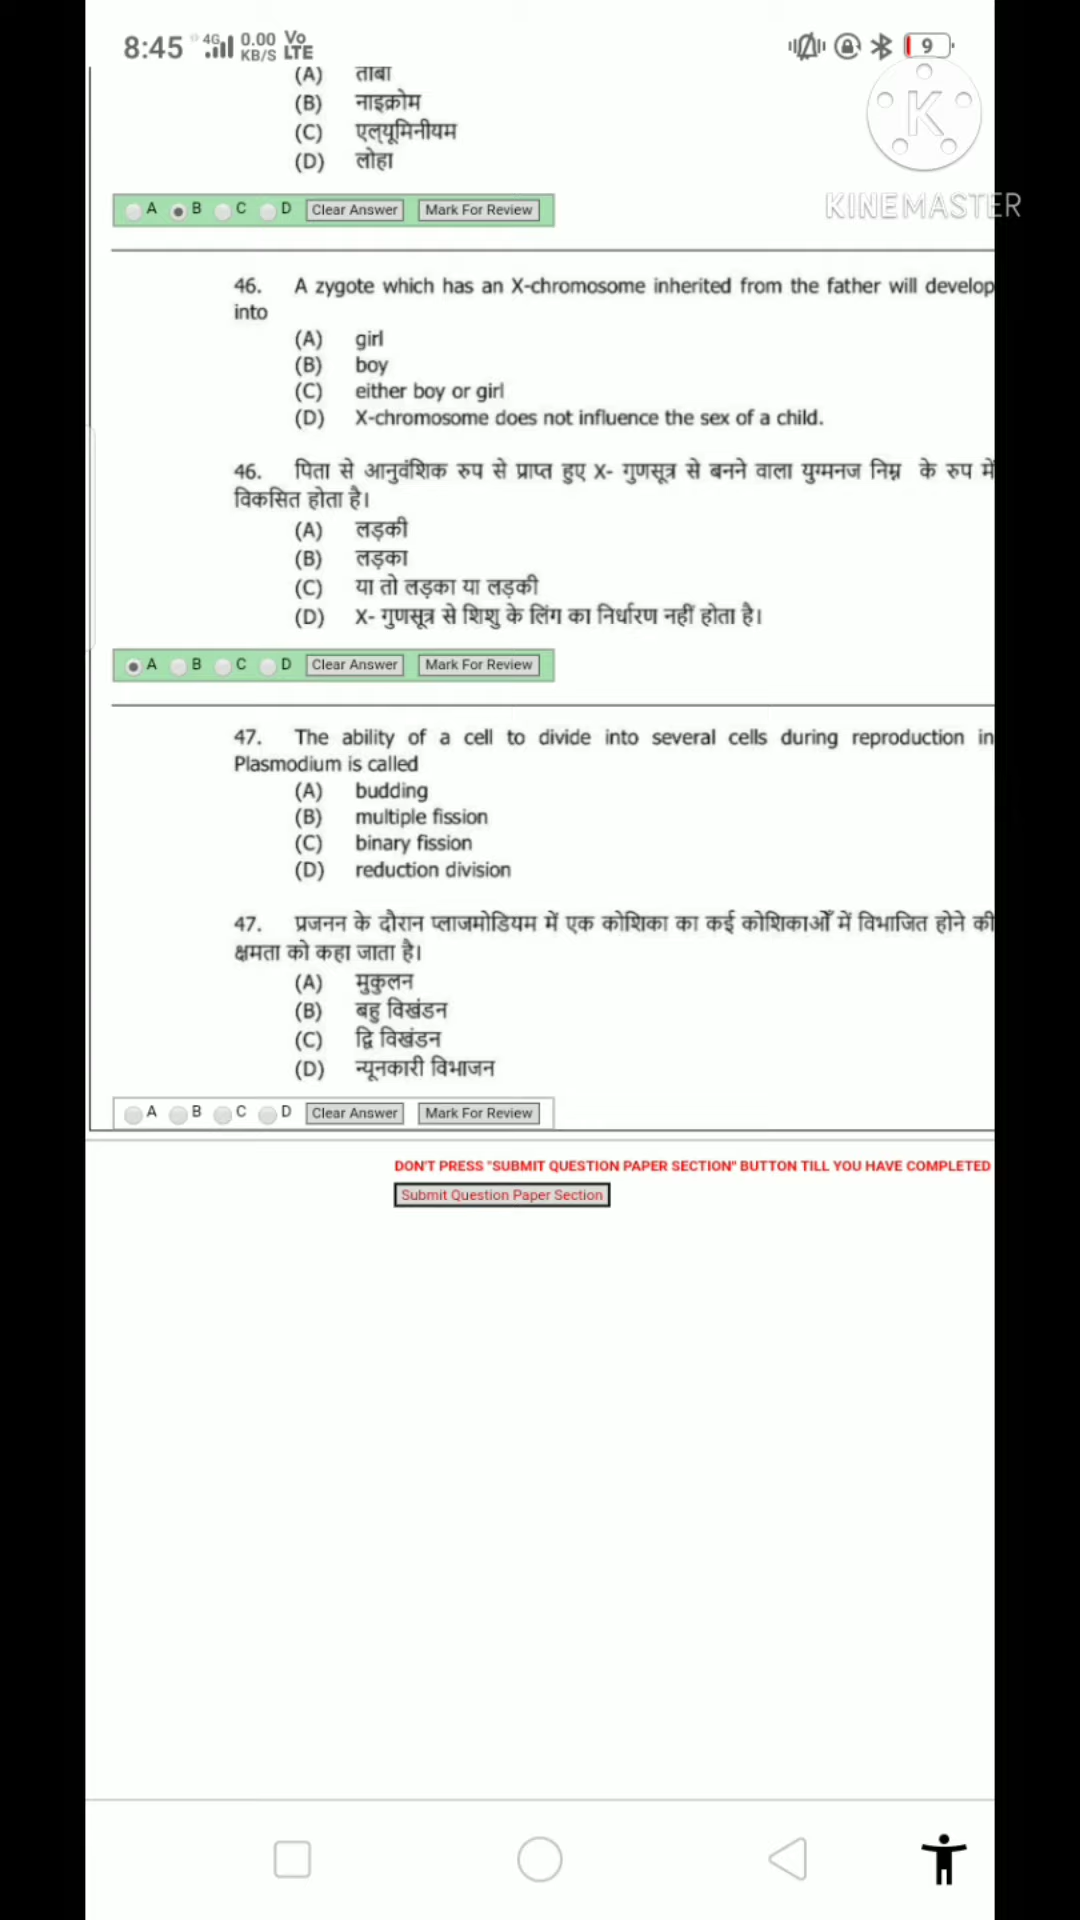 8:45 4G 0.00 KB/S Vo LTE 9
K
KINEMASTER
(A) ताबा
(B) नाइक्रोम
(C) एल्यूमिनीयम
(D) लोहा
A B C D Clear Answer Mark For Review
46. A zygote which has an X-chromosome inherited from the father will develop
into
(A) girl
(B) boy
(C) either boy or girl
(D) X-chromosome does not influence the sex of a child.
46. पिता से आनुवंशिक रुप से प्राप्त हुए X- गुणसूत्र से बनने वाला युग्मनज निम्न के रुप में
विकसित होता है।
(A) लड़की
(B) लड़का
(C) या तो लड़का या लड़की
(D) X- गुणसूत्र से शिशु के लिंग का निर्धारण नहीं होता है।
A B C D Clear Answer Mark For Review
47. The ability of a cell to divide into several cells during reproduction in
Plasmodium is called
(A) budding
(B) multiple fission
(C) binary fission
(D) reduction division
47. प्रजनन के दौरान प्लाजमोडियम में एक कोशिका का कई कोशिकाओँ में विभाजित होने की
क्षमता को कहा जाता है।
(A) मुकुलन
(B) बहु विखंडन
(C) द्वि विखंडन
(D) न्यूनकारी विभाजन
A B C D Clear Answer Mark For Review
DON'T PRESS "SUBMIT QUESTION PAPER SECTION" BUTTON TILL YOU HAVE COMPLETED
Submit Question Paper Section